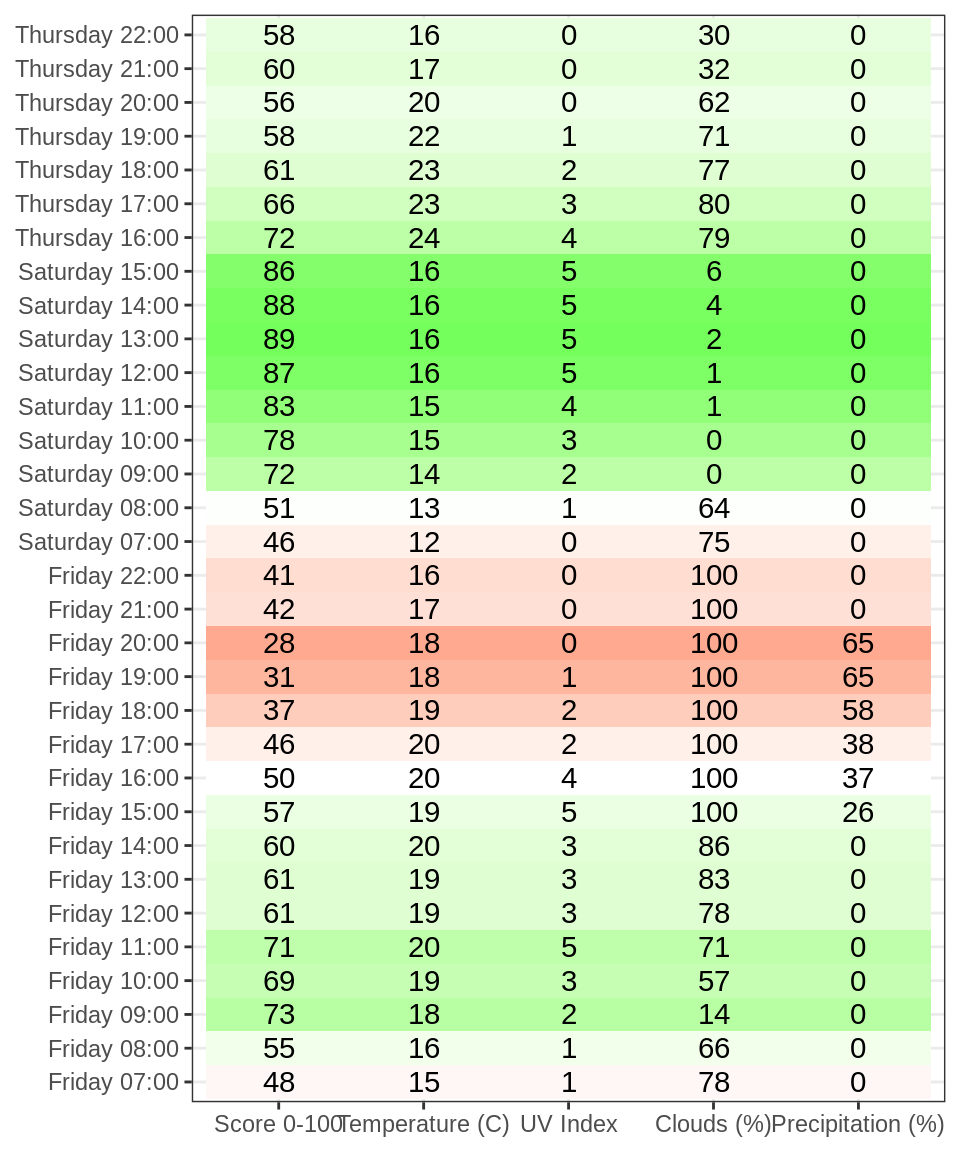 Thursday 22:00 58 16 0 30 0
Thursday 21:00 60 17 0 32 0
Thursday 20:00 56 20 0 62 0
Thursday 19:00 58 22 1 71 0
Thursday 18:00 61 23 2 77 0
Thursday 17:00 66 23 3 80 0
Thursday 16:00 72 24 4 79 0
Saturday 15:00 86 16 5 6 0
Saturday 14:00 88 16 5 4 0
Saturday 13:00 89 16 5 2 0
Saturday 12:00 87 16 5 1 0
Saturday 11:00 83 15 4 1 0
Saturday 10:00 78 15 3 0 0
Saturday 09:00 72 14 2 0 0
Saturday 08:00 51 13 1 64 0
Saturday 07:00 46 12 0 75 0
Friday 22:00 41 16 0 100 0
Friday 21:00 42 17 0 100 0
Friday 20:00 28 18 0 100 65
Friday 19:00 31 18 1 100 65
Friday 18:00 37 19 2 100 58
Friday 17:00 46 20 2 100 38
Friday 16:00 50 20 4 100 37
Friday 15:00 57 19 5 100 26
Friday 14:00 60 20 3 86 0
Friday 13:00 61 19 3 83 0
Friday 12:00 61 19 3 78 0
Friday 11:00 71 20 5 71 0
Friday 10:00 69 19 3 57 0
Friday 09:00 73 18 2 14 0
Friday 08:00 55 16 1 66 0
Friday 07:00 48 15 1 78 0
Score 0-100 Temperature (C) UV Index Clouds (%) Precipitation (%)